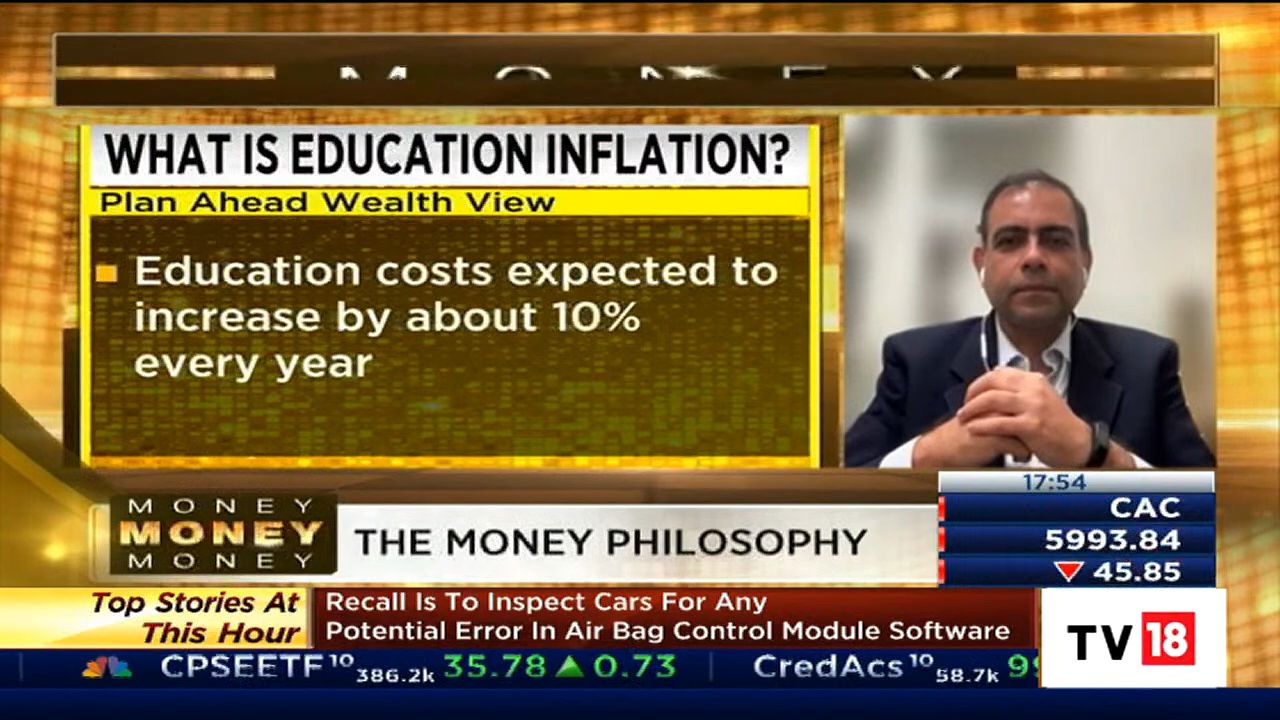 MONEY
WHAT IS EDUCATION INFLATION?
Plan Ahead Wealth View
Education costs expected to
increase by about 10%
every year
MONEY
MONEY
MONEY
THE MONEY PHILOSOPHY
17:54
CAC
5993.84
▼ 45.85
Top Stories At
This Hour
Recall Is To Inspect Cars For Any
Potential Error In Air Bag Control Module Software
TV18
CPSEETF 10 386.2k 35.78 ▲ 0.73 CredAcs 10 58.7k